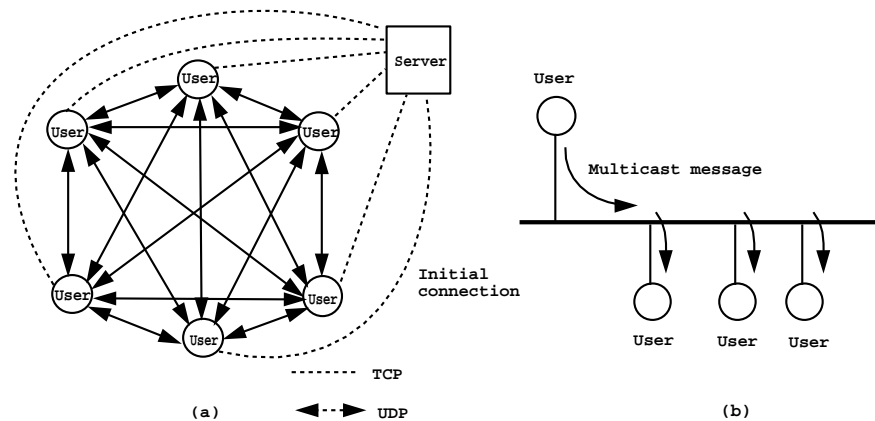 Server
User
User
User
User
User
User
Initial
connection
TCP
UDP
(a)
User
Multicast message
User
User
User
(b)